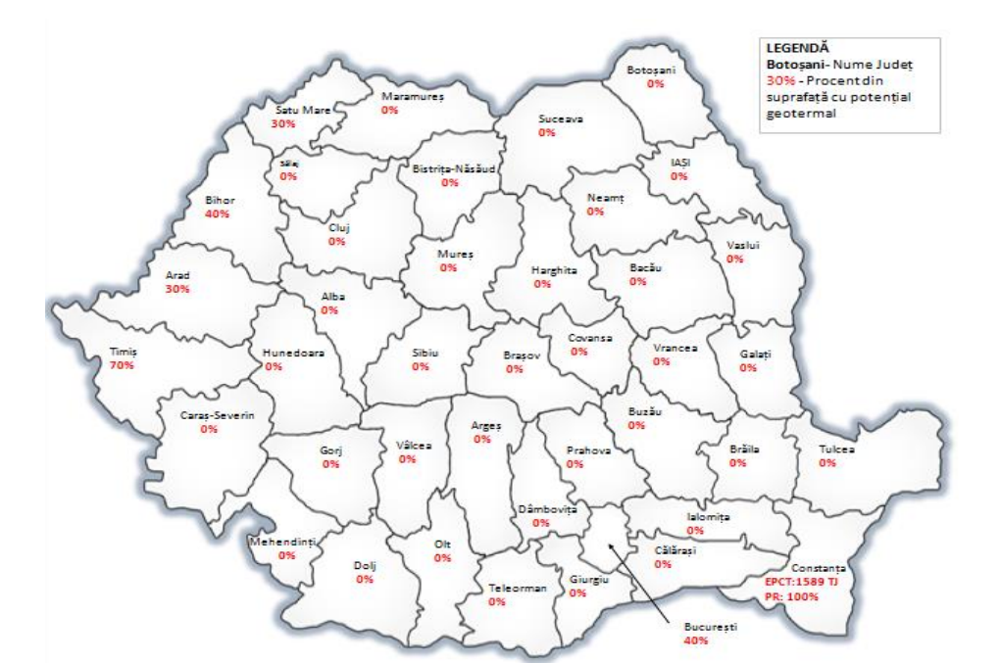 LEGENDĂ
Botoșani- Nume Județ
30% - Procent din
suprafață cu potențial
geotermal
Botoșani
0%
Maramureș
0%
Satu Mare
30%
Suceava
0%
Sălaj
0%
Bistrița-Năsăud
0%
IAȘI
0%
Neamț
0%
Bihor
40%
Cluj
0%
Mureș
0%
Harghita
0%
Bacău
0%
Vaslui
0%
Arad
30%
Alba
0%
Timiș
70%
Hunedoara
0%
Sibiu
0%
Brașov
0%
Covansa
0%
Vrancea
0%
Galați
0%
Caraș-Severin
0%
Gorj
0%
Vâlcea
0%
Argeș
0%
Prahova
0%
Buzău
0%
Brăila
0%
Tulcea
0%
Dâmbovița
0%
Ialomița
0%
Mehendinți
0%
Dolj
0%
Olt
0%
Teleorman
0%
Giurgiu
0%
Călărași
0%
Constanța
EPCT:1589 TJ
PR: 100%
București
40%